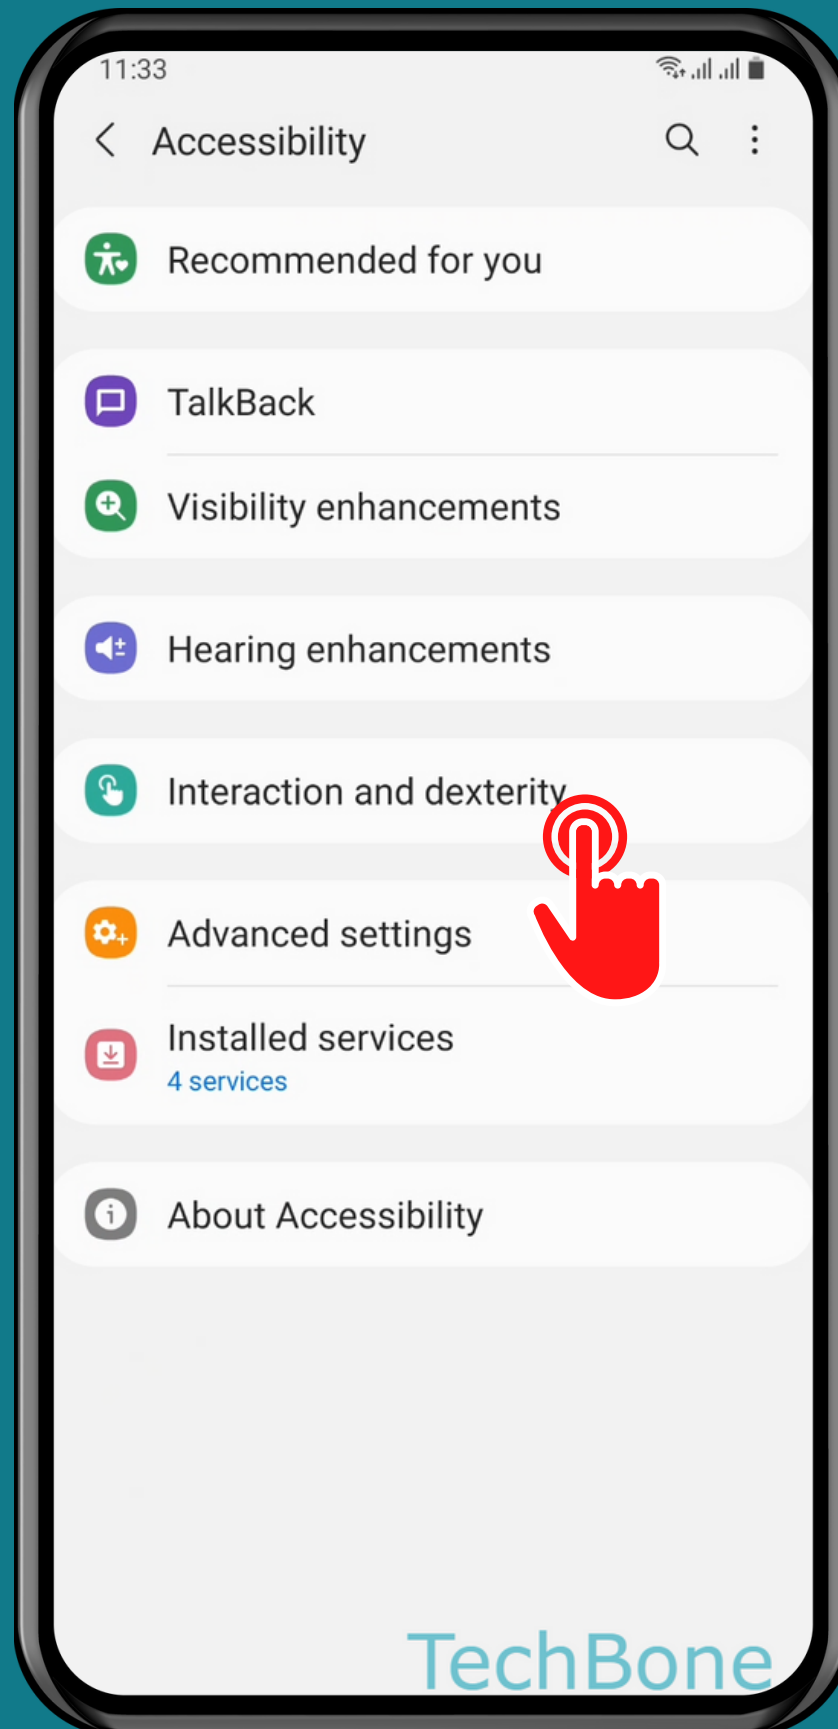 11:33
Accessibility
Recommended for you
TalkBack
Visibility enhancements
Hearing enhancements
Interaction and dexterity
Advanced settings
Installed services
4 services
About Accessibility
TechBone